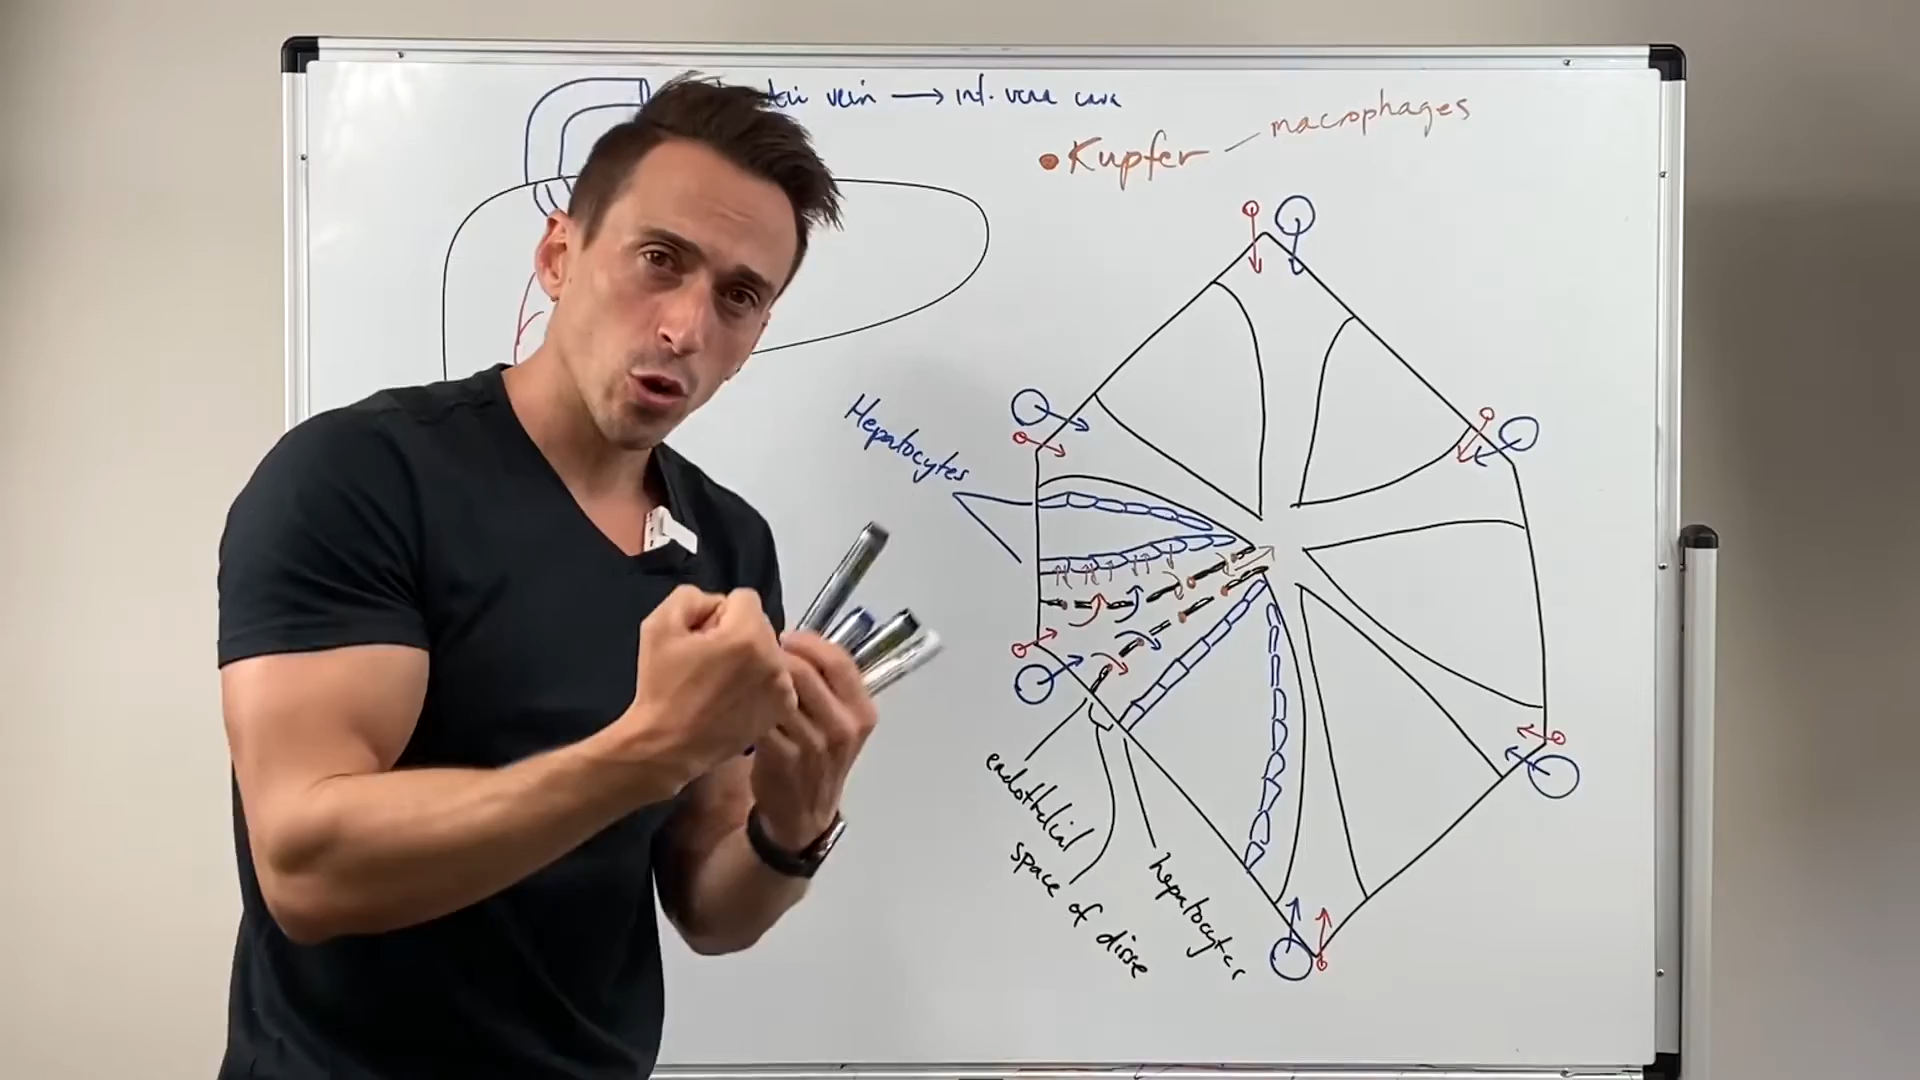 vein → inf. vena cava
• Kupfer — macrophages
Hepatocytes
endothelial
space of disse
hepatocytes